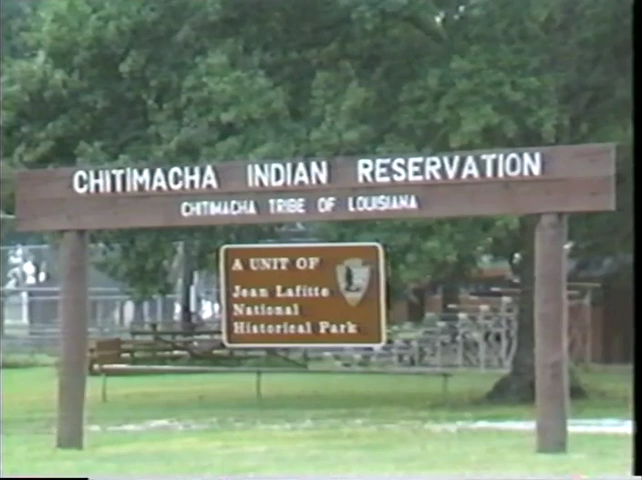 CHITIMACHA INDIAN RESERVATION
CHITIMACHA TRIBE OF LOUISIANA
A UNIT OF
Jean Lafitte
National
Historical Park